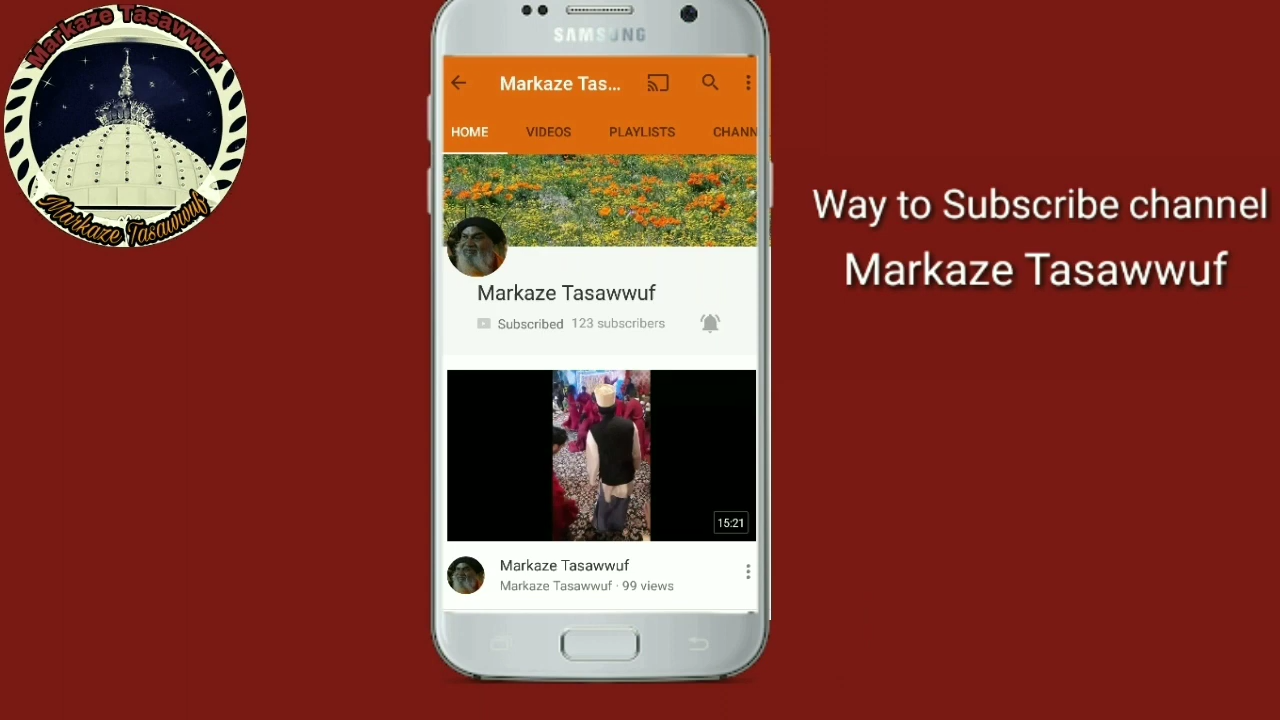 Markaze Tasawwuf
Markaze Tasawwuf
SAMSUNG
Markaze Tas...
HOME VIDEOS PLAYLISTS CHANN
Markaze Tasawwuf
Subscribed 123 subscribers
15:21
Markaze Tasawwuf
Markaze Tasawwuf · 99 views
Way to Subscribe channel
Markaze Tasawwuf